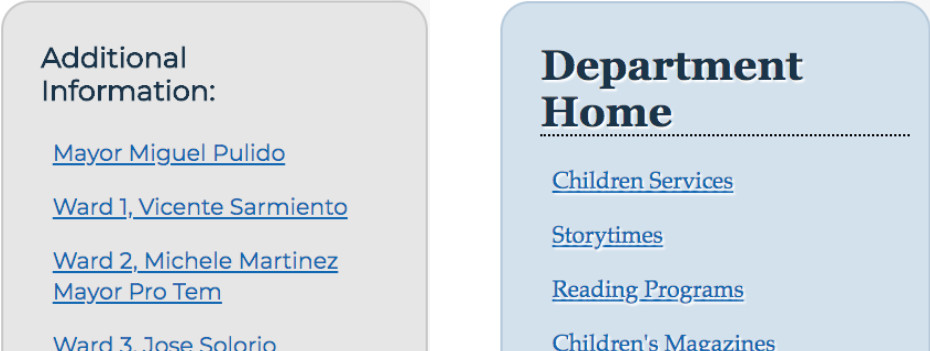 Additional
Information:
Mayor Miguel Pulido
Ward 1, Vicente Sarmiento
Ward 2, Michele Martinez
Mayor Pro Tem
Ward 3, Jose Solorio
Department
Home
Children Services
Storytimes
Reading Programs
Children's Magazines